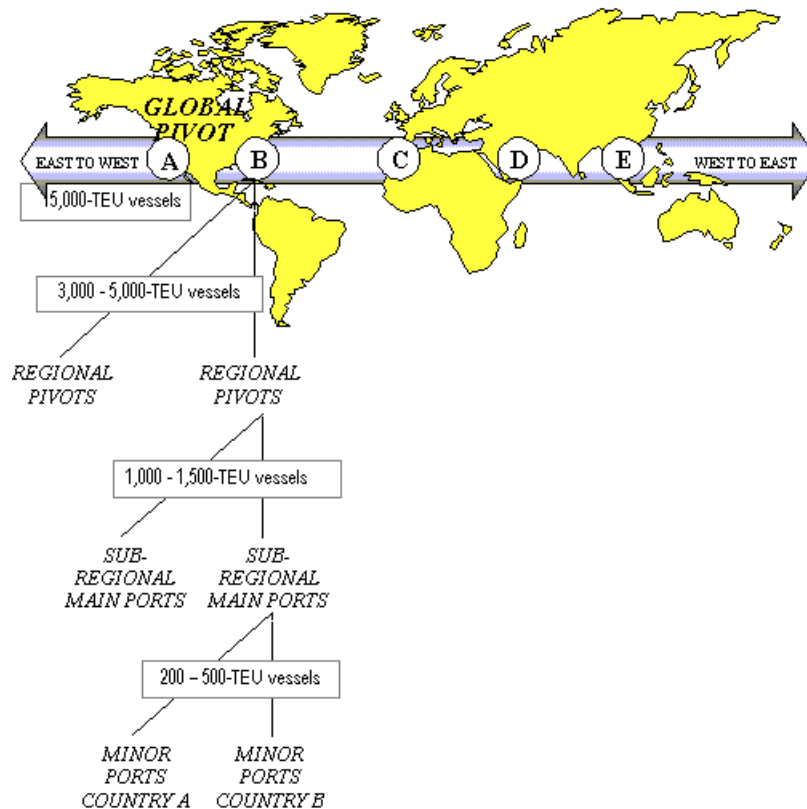 GLOBAL
PIVOT
EAST TO WEST
A
B
C
D
E
WEST TO EAST
15,000-TEU vessels
3,000 - 5,000-TEU vessels
REGIONAL
PIVOTS
REGIONAL
PIVOTS
1,000 - 1,500-TEU vessels
SUB-
REGIONAL
MAIN PORTS
SUB-
REGIONAL
MAIN PORTS
200 – 500-TEU vessels
MINOR
PORTS
COUNTRY A
MINOR
PORTS
COUNTRY B